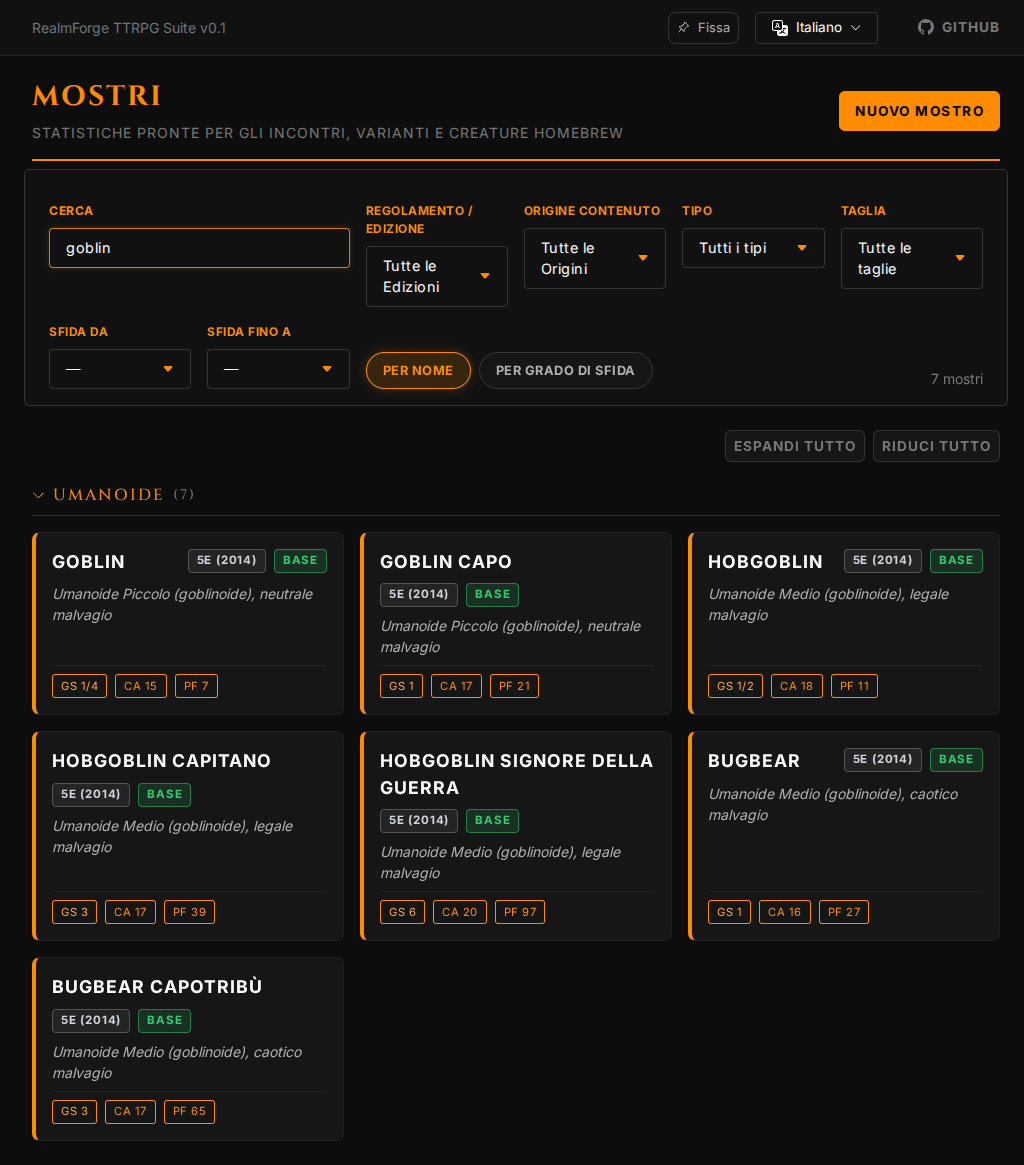 RealmForge TTRPG Suite v0.1
Fissa
Italiano
GITHUB
MOSTRI
STATISTICHE PRONTE PER GLI INCONTRI, VARIANTI E CREATURE HOMEBREW
NUOVO MOSTRO
CERCA
goblin
REGOLAMENTO /
EDIZIONE
Tutte le
Edizioni
ORIGINE CONTENUTO
Tutte le
Origini
TIPO
Tutti i tipi
TAGLIA
Tutte le
taglie
SFIDA DA
—
SFIDA FINO A
—
PER NOME
PER GRADO DI SFIDA
7 mostri
ESPANDI TUTTO
RIDUCI TUTTO
UMANOIDE (7)
GOBLIN
5E (2014)
BASE
Umanoide Piccolo (goblinoide), neutrale
malvagio
GS 1/4
CA 15
PF 7
GOBLIN CAPO
5E (2014)
BASE
Umanoide Piccolo (goblinoide), neutrale
malvagio
GS 1
CA 17
PF 21
HOBGOBLIN
5E (2014)
BASE
Umanoide Medio (goblinoide), legale
malvagio
GS 1/2
CA 18
PF 11
HOBGOBLIN CAPITANO
5E (2014)
BASE
Umanoide Medio (goblinoide), legale
malvagio
GS 3
CA 17
PF 39
HOBGOBLIN SIGNORE DELLA
GUERRA
5E (2014)
BASE
Umanoide Medio (goblinoide), legale
malvagio
GS 6
CA 20
PF 97
BUGBEAR
5E (2014)
BASE
Umanoide Medio (goblinoide), caotico
malvagio
GS 1
CA 16
PF 27
BUGBEAR CAPOTRIBÙ
5E (2014)
BASE
Umanoide Medio (goblinoide), caotico
malvagio
GS 3
CA 17
PF 65